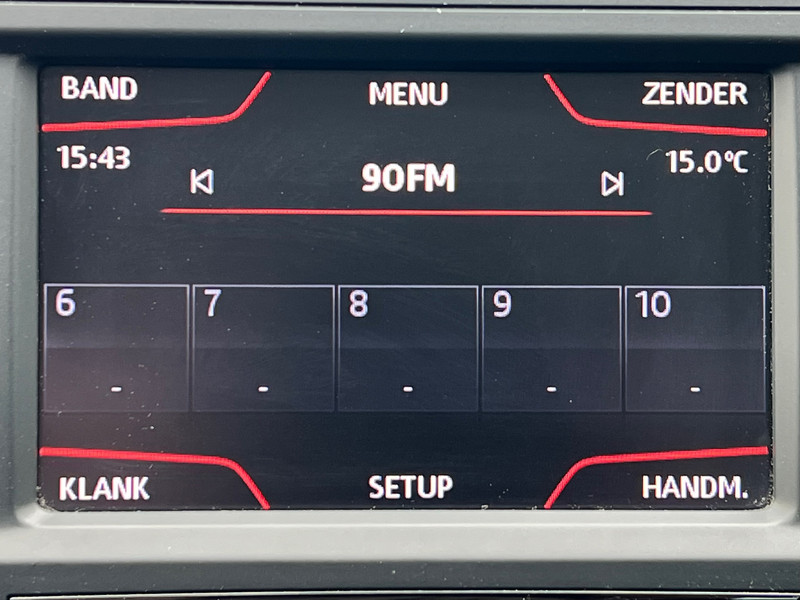 BAND MENU ZENDER
15:43 90FM 15.0°C
6 7 8 9 10
- - - - -
KLANK SETUP HANDM.